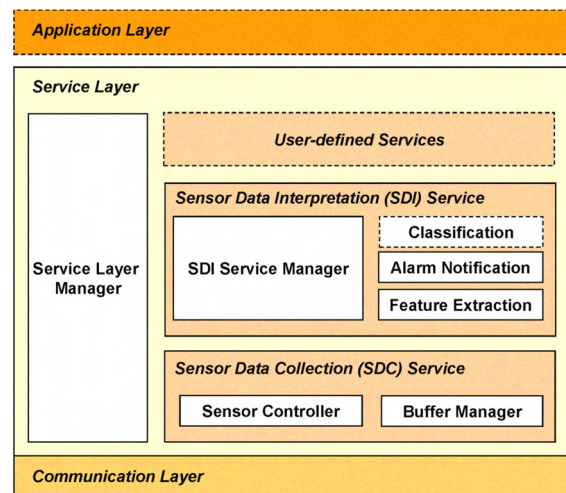 Application Layer
Service Layer
Service Layer
Manager
User-defined Services
Sensor Data Interpretation (SDI) Service
SDI Service Manager
Classification
Alarm Notification
Feature Extraction
Sensor Data Collection (SDC) Service
Sensor Controller
Buffer Manager
Communication Layer